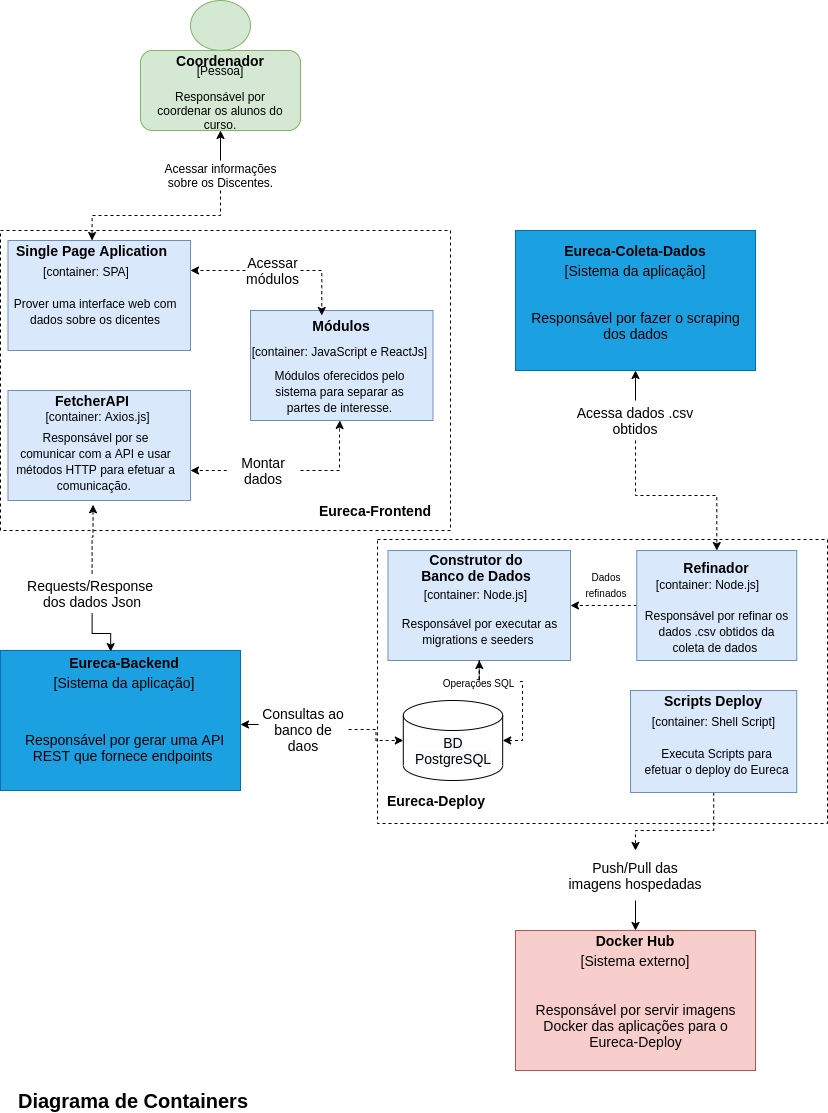 Coordenador
[Pessoa]
Responsável por
coordenar os alunos do
curso.
Acessar informações
sobre os Discentes.
Single Page Aplication
[container: SPA]
Prover uma interface web com
dados sobre os dicentes
Acessar
módulos
Módulos
[container: JavaScript e ReactJs]
Módulos oferecidos pelo
sistema para separar as
partes de interesse.
FetcherAPI
[container: Axios.js]
Responsável por se
comunicar com a API e usar
métodos HTTP para efetuar a
comunicação.
Montar
dados
Eureca-Frontend
Eureca-Coleta-Dados
[Sistema da aplicação]
Responsável por fazer o scraping
dos dados
Acessa dados .csv
obtidos
Requests/Response
dos dados Json
Construtor do
Banco de Dados
[container: Node.js]
Responsável por executar as
migrations e seeders
Dados
refinados
Refinador
[container: Node.js]
Responsável por refinar os
dados .csv obtidos da
coleta de dados
Eureca-Backend
[Sistema da aplicação]
Responsável por gerar uma API
REST que fornece endpoints
Consultas ao
banco de
daos
Operações SQL
BD
PostgreSQL
Scripts Deploy
[container: Shell Script]
Executa Scripts para
efetuar o deploy do Eureca
Eureca-Deploy
Push/Pull das
imagens hospedadas
Docker Hub
[Sistema externo]
Responsável por servir imagens
Docker das aplicações para o
Eureca-Deploy
Diagrama de Containers